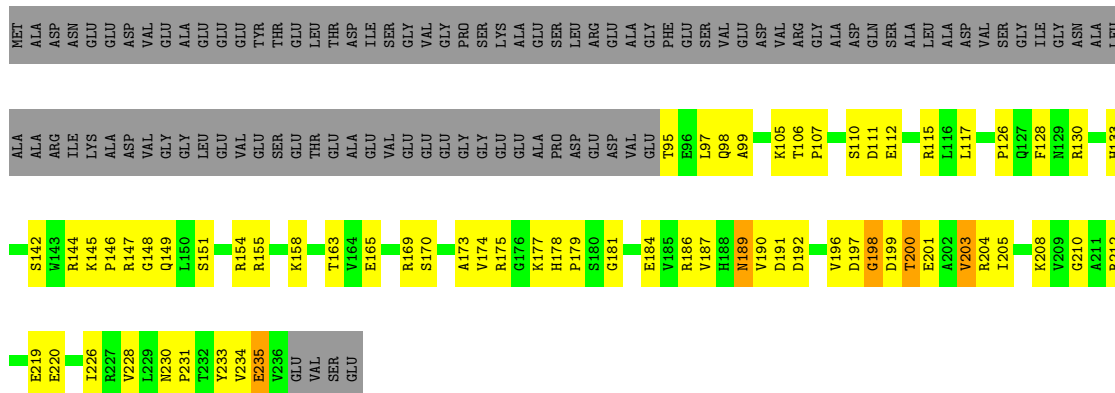 MET ALA ASP ASN GLU GLU ASP VAL GLU ALA GLU GLU GLU TYR THR GLU LEU THR ASP ILE SER GLY VAL GLY PRO SER LYS ALA GLU SER LEU ARG GLU ALA GLY PHE GLU SER VAL GLU ASP VAL ARG GLY ALA ASP GLN SER ALA LEU ALA ASP VAL SER GLY ILE GLY ASN ALA LEU
ALA ALA ARG ILE LYS ALA ASP VAL GLY GLY LEU GLU VAL SER GLU THR GLU ALA GLU VAL GLU GLU GLU GLY GLY GLU GLU ALA PRO ASP GLU ASP VAL GLU T95 E96 L97 Q98 A99 K105 T106 P107 S110 D111 E112 R115 L116 L117 P126 Q127 F128 N129 R130 H133
S142 W143 R144 K145 P146 R147 G148 Q149 L150 S151 R154 R155 K158 T163 V164 E165 R169 S170 A173 V174 R175 G176 K177 H178 P179 S180 G181 E184 V185 R186 V187 H188 N189 V190 D191 D192 V196 D197 G198 D199 T200 E201 A202 V203 R204 I205 K208 V209 G210 A211 R212
E219 E220 I226 R227 V228 L229 N230 P231 T232 Y233 V234 E235 V236 GLU VAL SER GLU